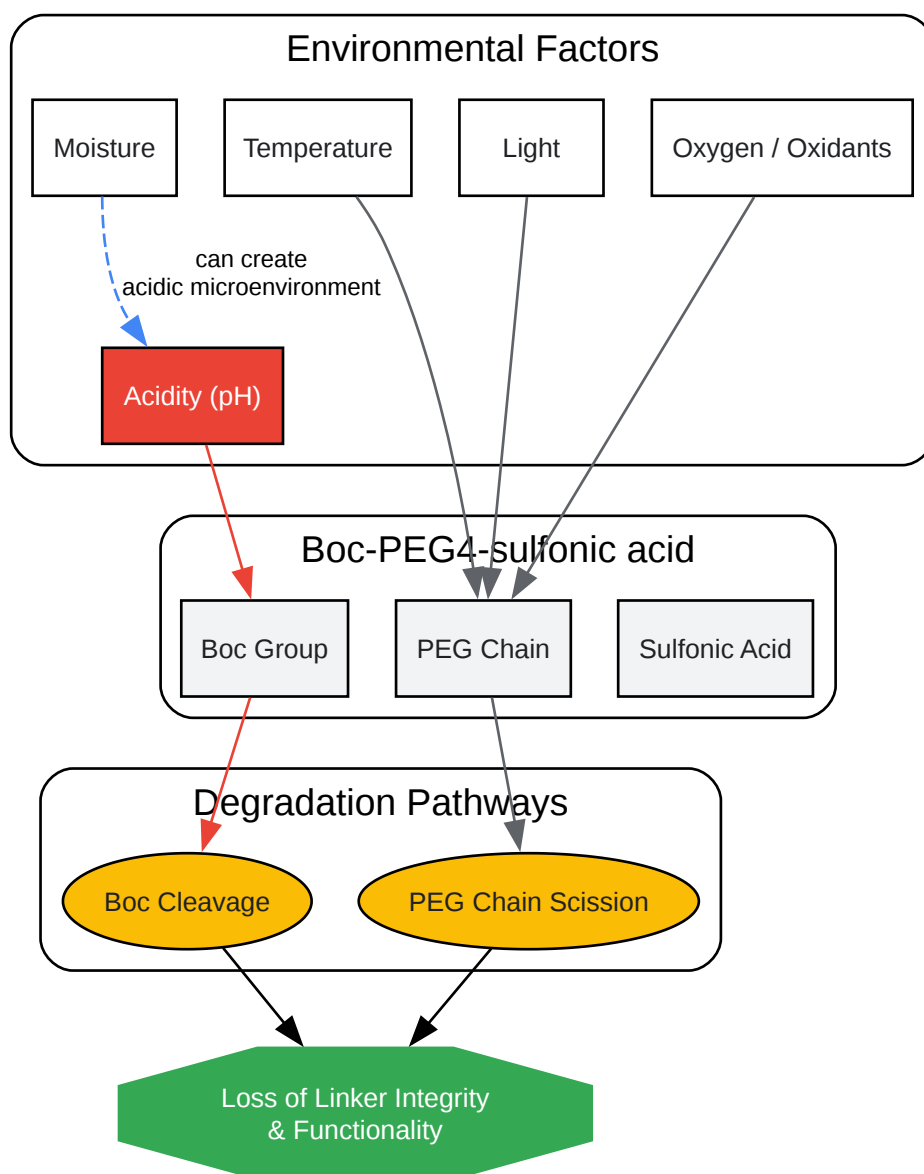 Environmental Factors
Moisture
Temperature
Light
Oxygen / Oxidants
can create
acidic microenvironment
Acidity (pH)
Boc-PEG4-sulfonic acid
Boc Group
PEG Chain
Sulfonic Acid
Degradation Pathways
Boc Cleavage
PEG Chain Scission
Loss of Linker Integrity
& Functionality